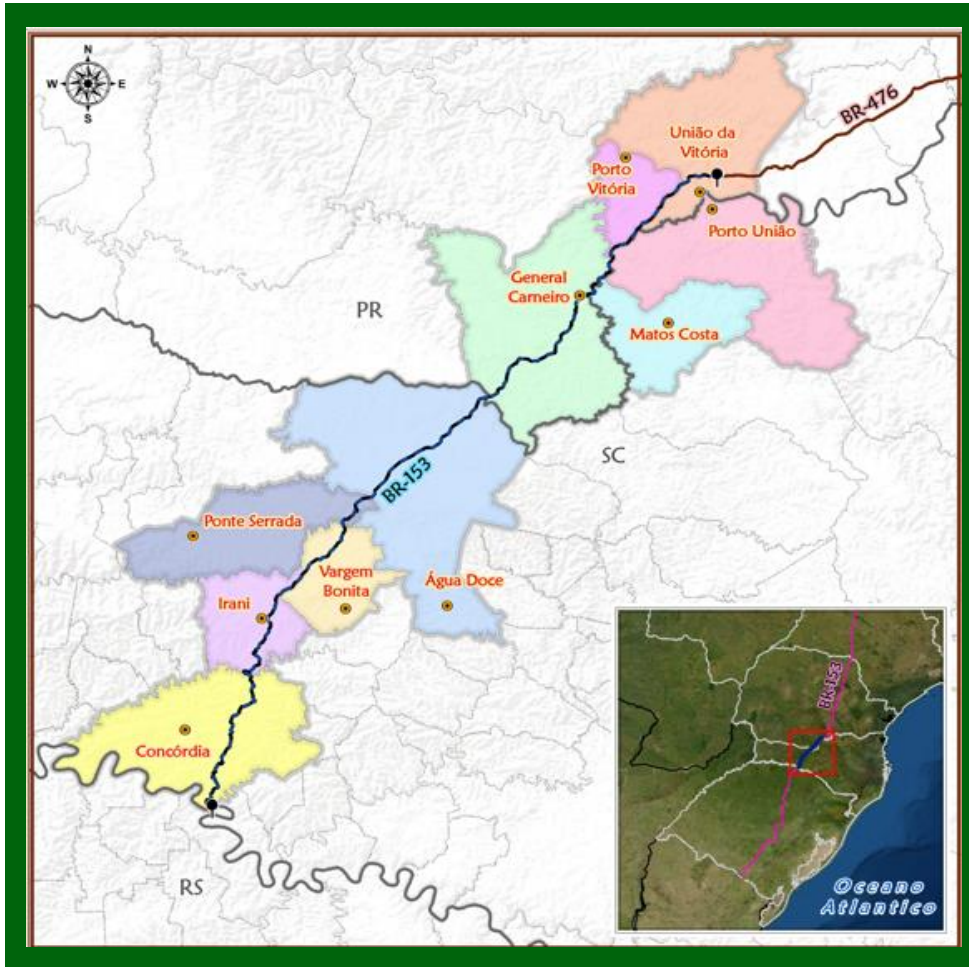 N
W E
S
BR-476
União da
Vitória
Porto
Vitória
Porto União
General
Carneiro
PR
Matos Costa
SC
BR-153
Ponte Serrada
Vargem
Bonita
Água Doce
Irani
Concórdia
RS
BR-153
Oceano
Atlantico